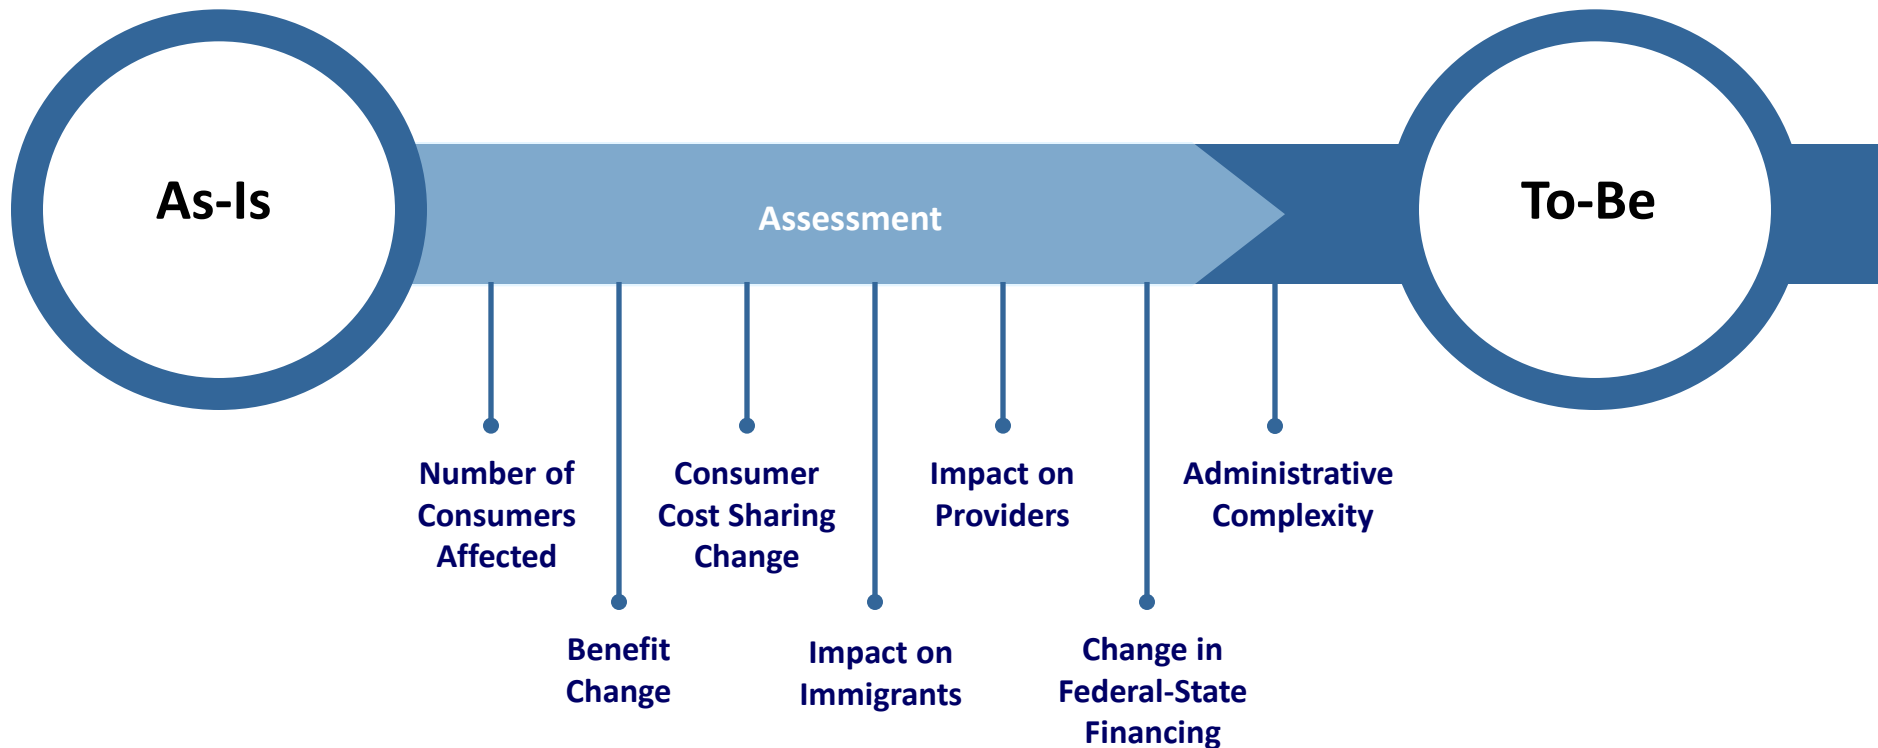 As-Is
Assessment
To-Be
Number of
Consumers
Affected
Benefit
Change
Consumer
Cost Sharing
Change
Impact on
Immigrants
Impact on
Providers
Change in
Federal-State
Financing
Administrative
Complexity